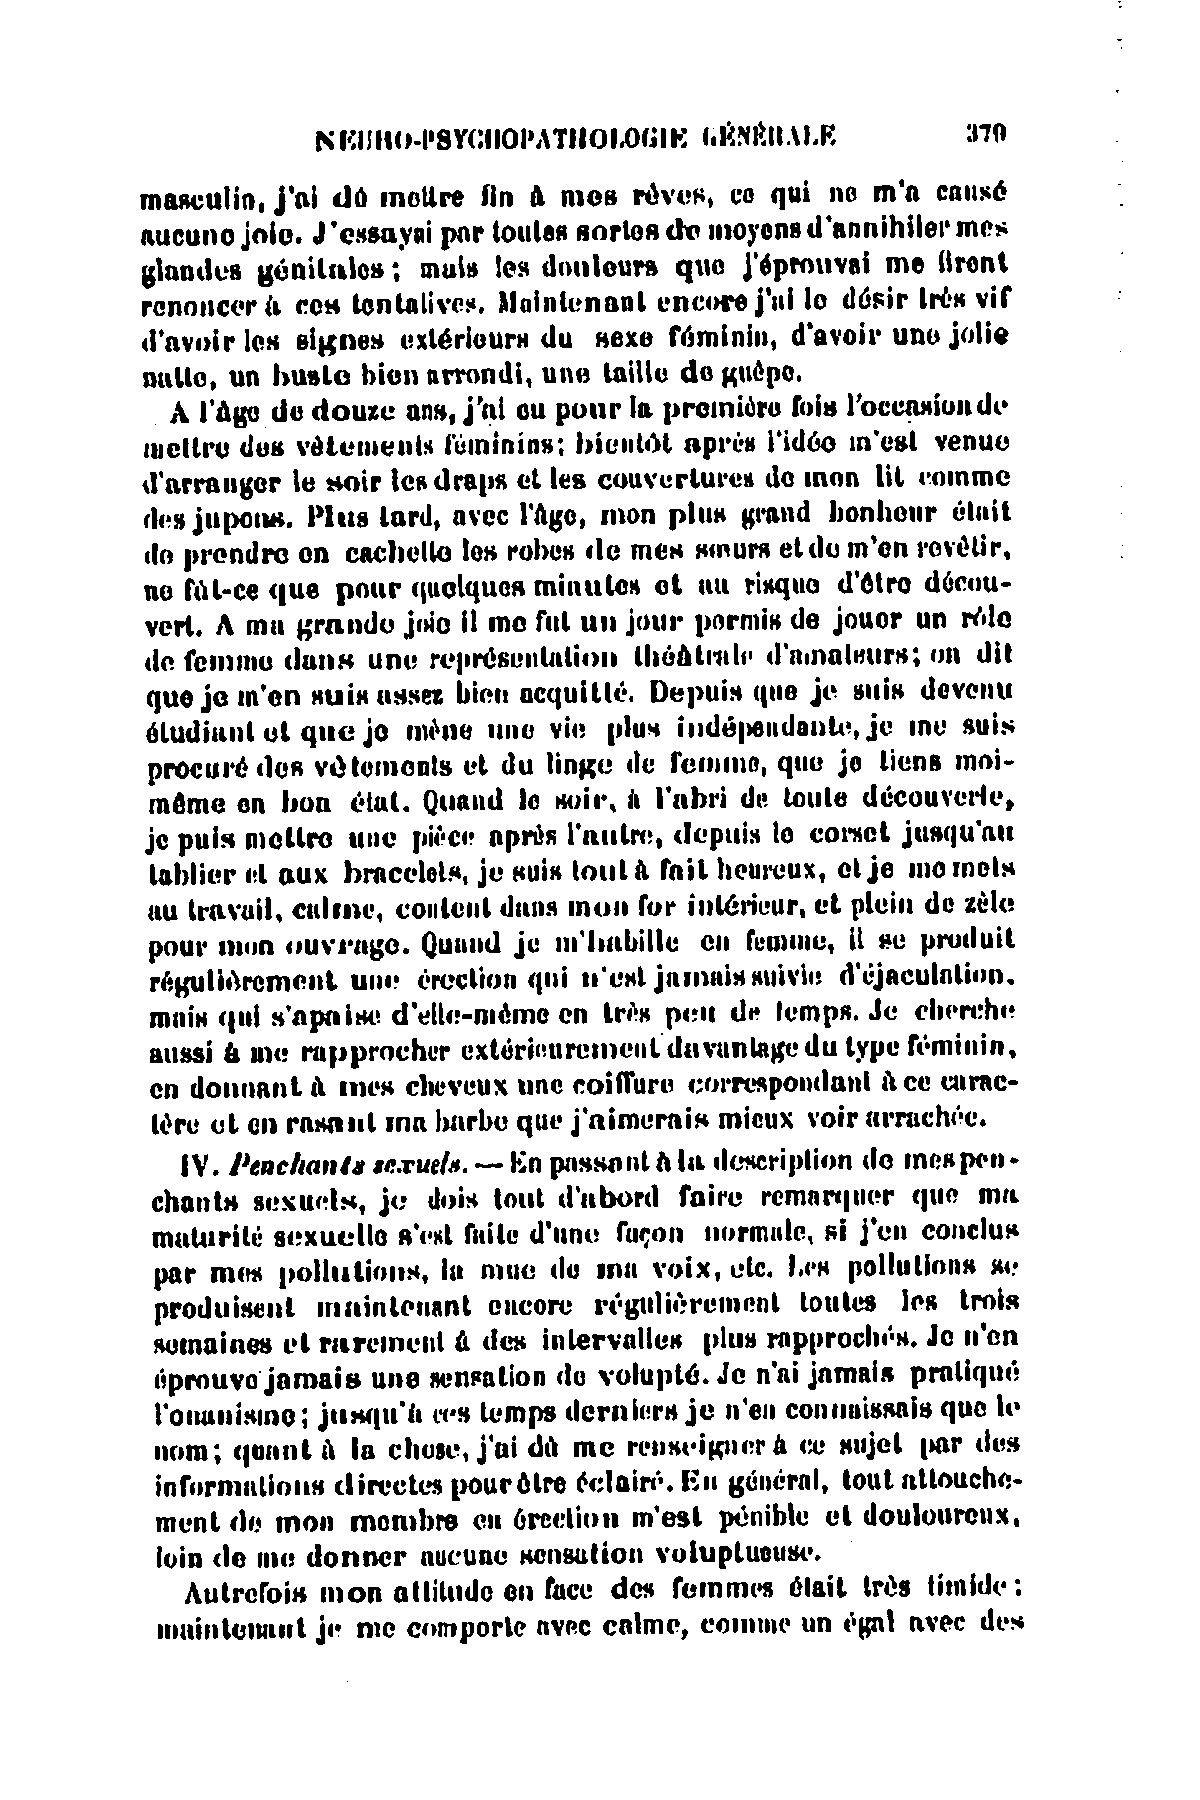 NEURO-PSYCHOPATHOLOGIE GÉNÉRALE 379
masculin, j'ai dû mettre fin à mes rêves, ce qui ne m'a causé
aucune joie. J'essayai par toutes sortes de moyens d'annihiler mes
glandes génitales; mais les douleurs que j'éprouvai me firent
renoncer à ces tentatives. Maintenant encore j'ai le désir très vif
d'avoir les signes extérieurs du sexe féminin, d'avoir une jolie
natte, un buste bien arrondi, une taille de guêpe.
A l'âge de douze ans, j'ai eu pour la première fois l'occasion de
mettre des vêtements féminins; bientôt après l'idée m'est venue
d'arranger le soir les draps et les couvertures de mon lit comme
des jupons. Plus tard, avec l'âge, mon plus grand bonheur était
de prendre en cachette les robes de mes sœurs et de m'en revêtir,
ne fût-ce que pour quelques minutes et au risque d'être décou-
vert. A ma grande joie il me fut un jour permis de jouer un rôle
de femme dans une représentation théâtrale d'amateurs; on dit
que je m'en suis assez bien acquitté. Depuis que je suis devenu
étudiant et que je mène une vie plus indépendante, je me suis
procuré des vêtements et du linge de femme, que je tiens moi-
même en bon état. Quand le soir, à l'abri de toute découverte,
je puis mettre une pièce après l'autre, depuis le corset jusqu'au
tablier et aux bracelets, je suis tout à fait heureux, et je me mets
au travail, calme, content dans mon for intérieur, et plein de zèle
pour mon ouvrage. Quand je m'habille en femme, il se produit
régulièrement une érection qui n'est jamais suivie d'éjaculation,
mais qui s'apaise d'elle-même en très peu de temps. Je cherche
aussi à me rapprocher extérieurement davantage du type féminin,
en donnant à mes cheveux une coiffure correspondant à ce carac-
tère et en rasant ma barbe que j'aimerais mieux voir arrachée.
IV. Penchants sexuels. — En passant à la description de mes pen-
chants sexuels, je dois tout d'abord faire remarquer que ma
maturité sexuelle s'est faite d'une façon normale, si j'en conclus
par mes pollutions, la mue de ma voix, etc. Les pollutions se
produisent maintenant encore régulièrement toutes les trois
semaines et rarement à des intervalles plus rapprochés. Je n'en
éprouve jamais une sensation de volupté. Je n'ai jamais pratiqué
l'onanisme; jusqu'à ces temps derniers je n'en connaissais que le
nom; quant à la chose, j'ai dû me renseigner à ce sujet par des
informations directes pour être éclairé. En général, tout attouche-
ment de mon membre en érection m'est pénible et douloureux,
loin de me donner aucune sensation voluptueuse.
Autrefois mon attitude en face des femmes était très timide;
maintenant je me comporte avec calme, comme un égal avec des